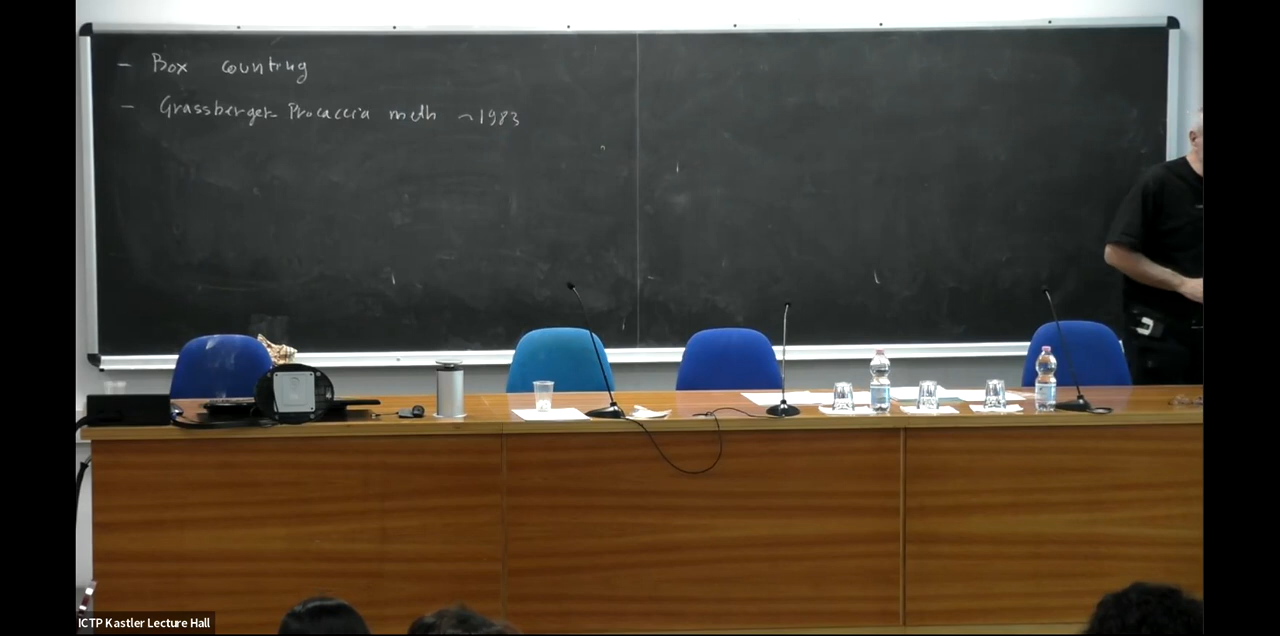 - Box counting
- Grassberger Procaccia meth ~1983
ICTP Kastler Lecture Hall